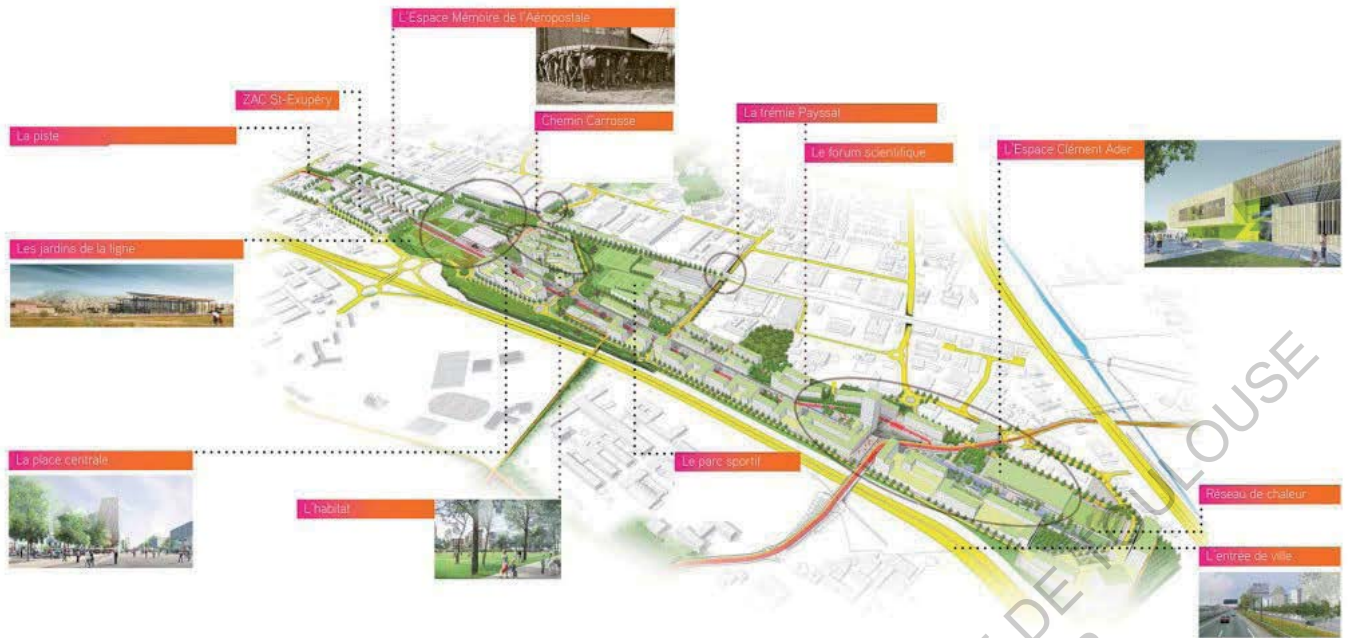 L'Espace Mémoire de l'Aéropostale
ZAC St-Exupéry
La piste
Chemin Carrosse
La trémie Payssat
Le forum scientifique
L'Espace Clément Ader
Les jardins de la ligne
La place centrale
L'habitat
Le parc sportif
Réseau de chaleur
L'entrée de ville
DE TOULOUSE